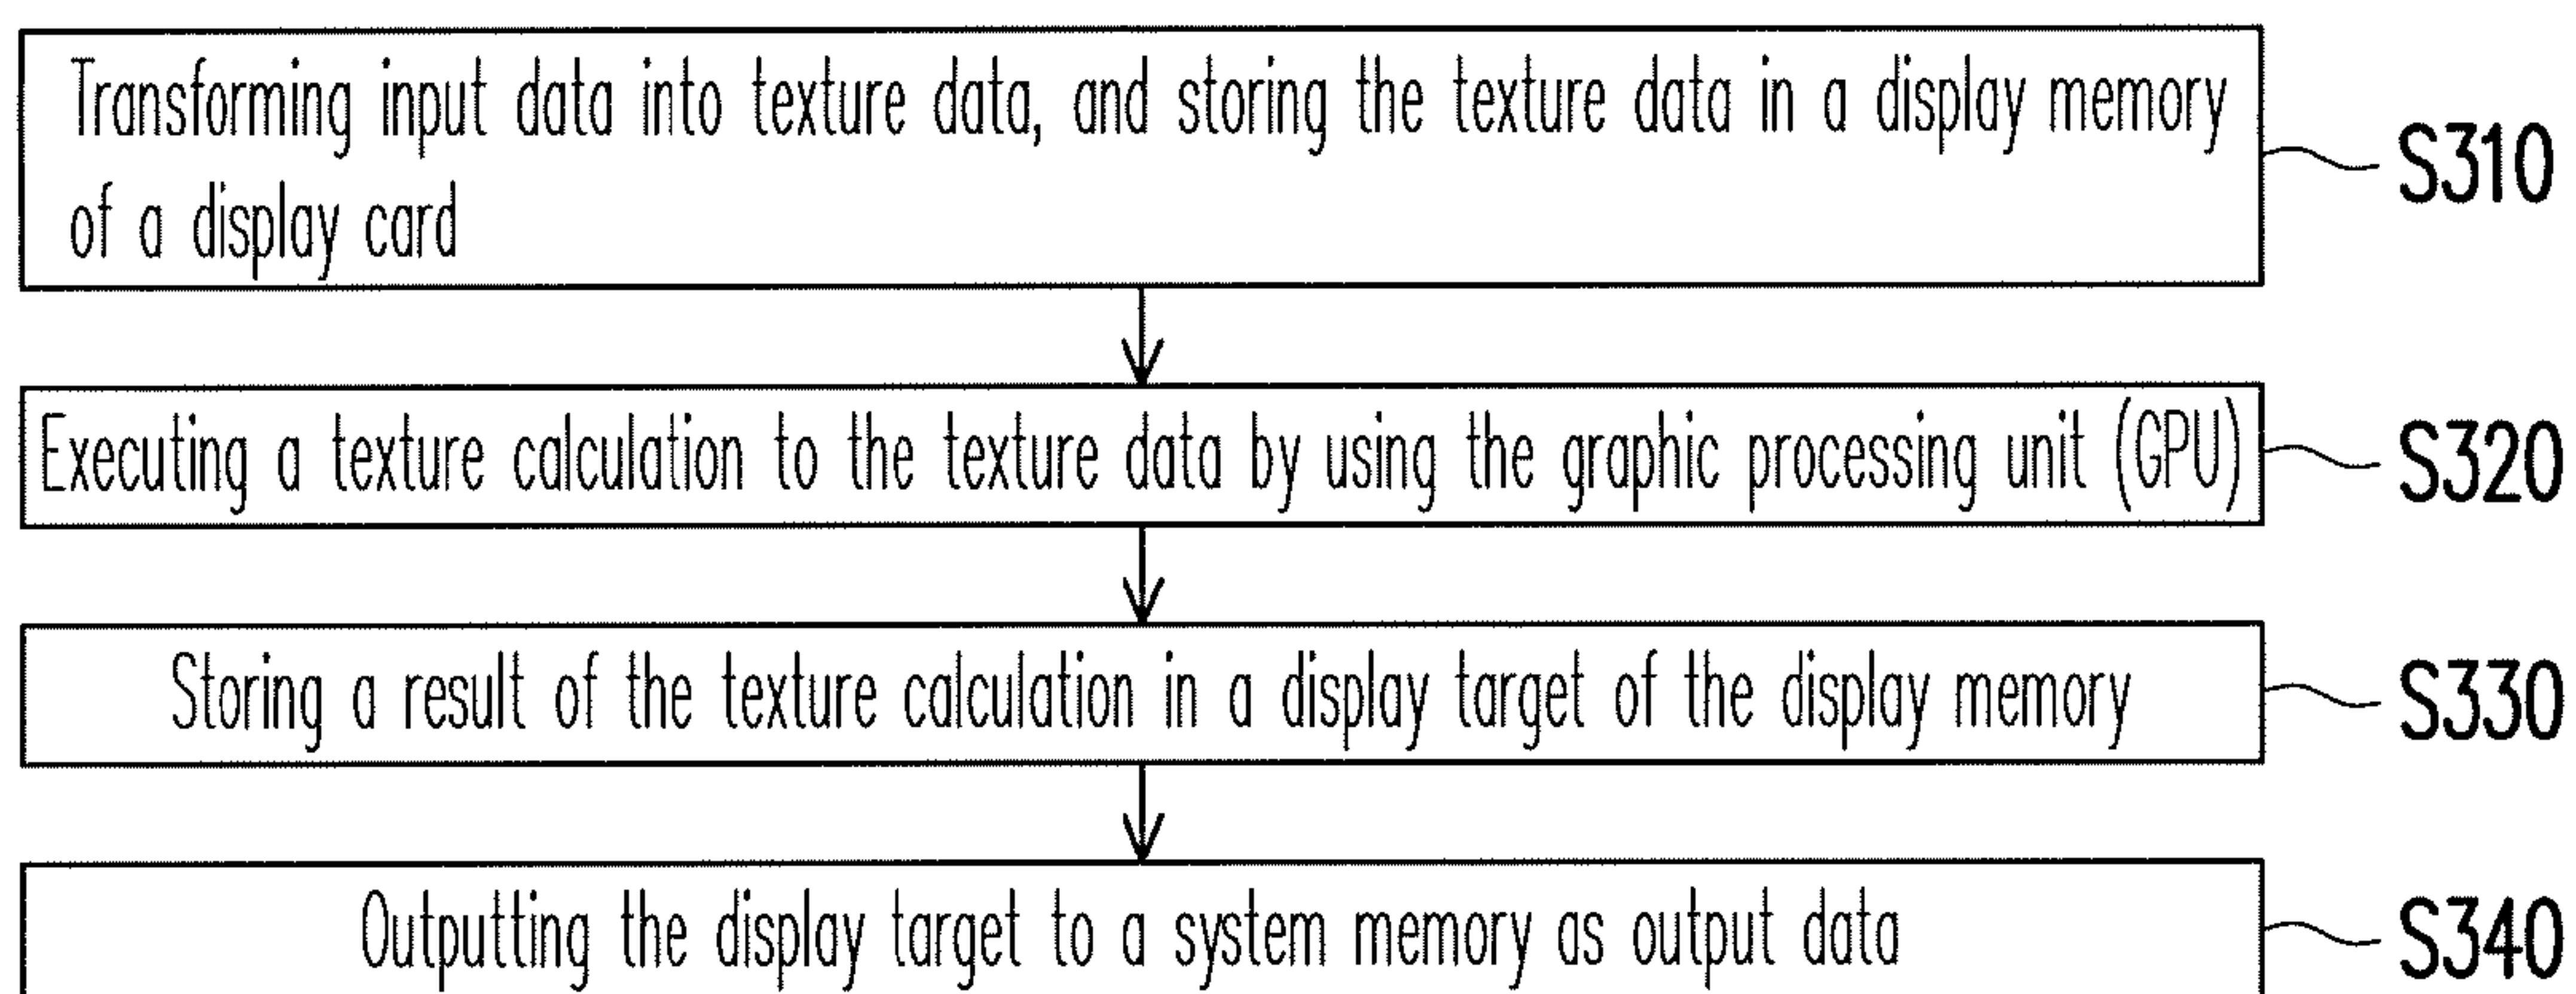 Transforming input data into texture data, and storing the texture data in a display memory
of a display card
S310
Executing a texture calculation to the texture data by using the graphic processing unit (GPU)
S320
Storing a result of the texture calculation in a display target of the display memory
S330
Outputting the display target to a system memory as output data
S340